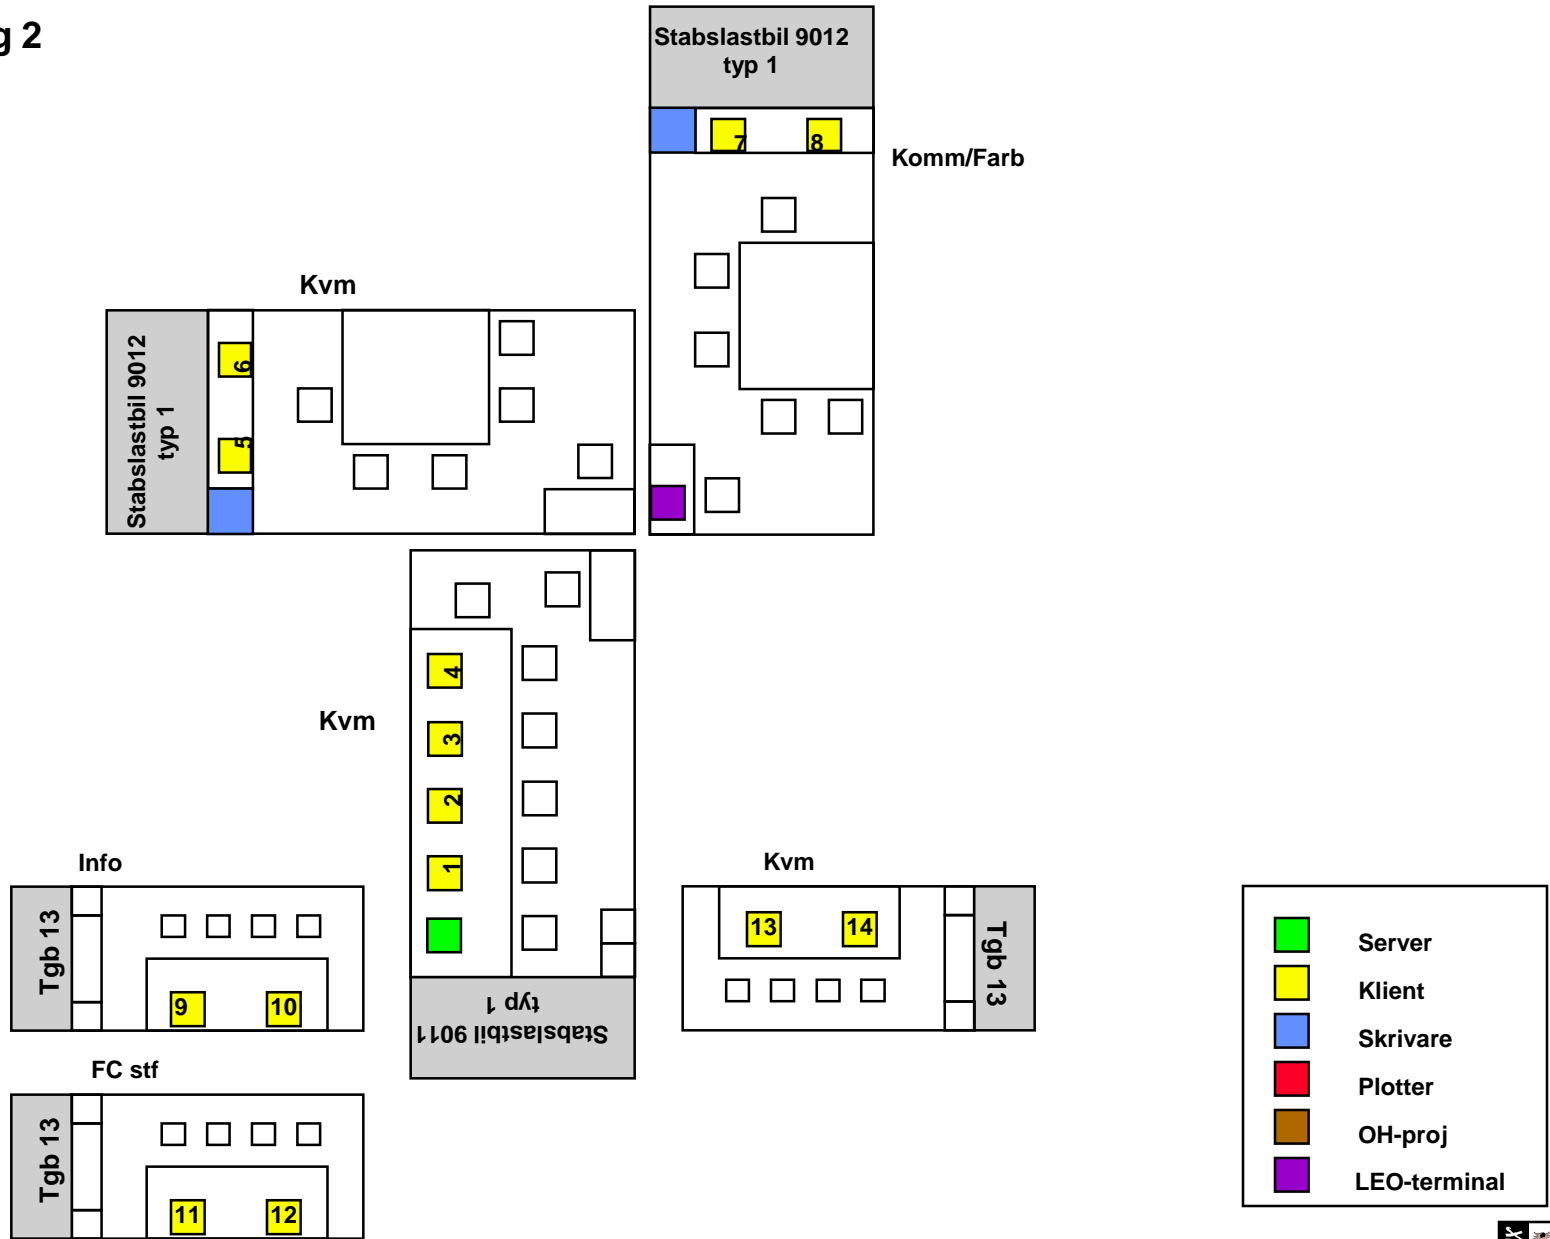 g 2
Stabslastbil 9012
typ 1
7
8
Komm/Farb
Kvm
Stabslastbil 9012
typ 1
6
5
4
3
2
1
Kvm
Stabslastbil 9011
typ 1
Info
Tgb 13
9
10
Kvm
13
14
Tgb 13
FC stf
Tgb 13
11
12
Server
Klient
Skrivare
Plotter
OH-proj
LEO-terminal